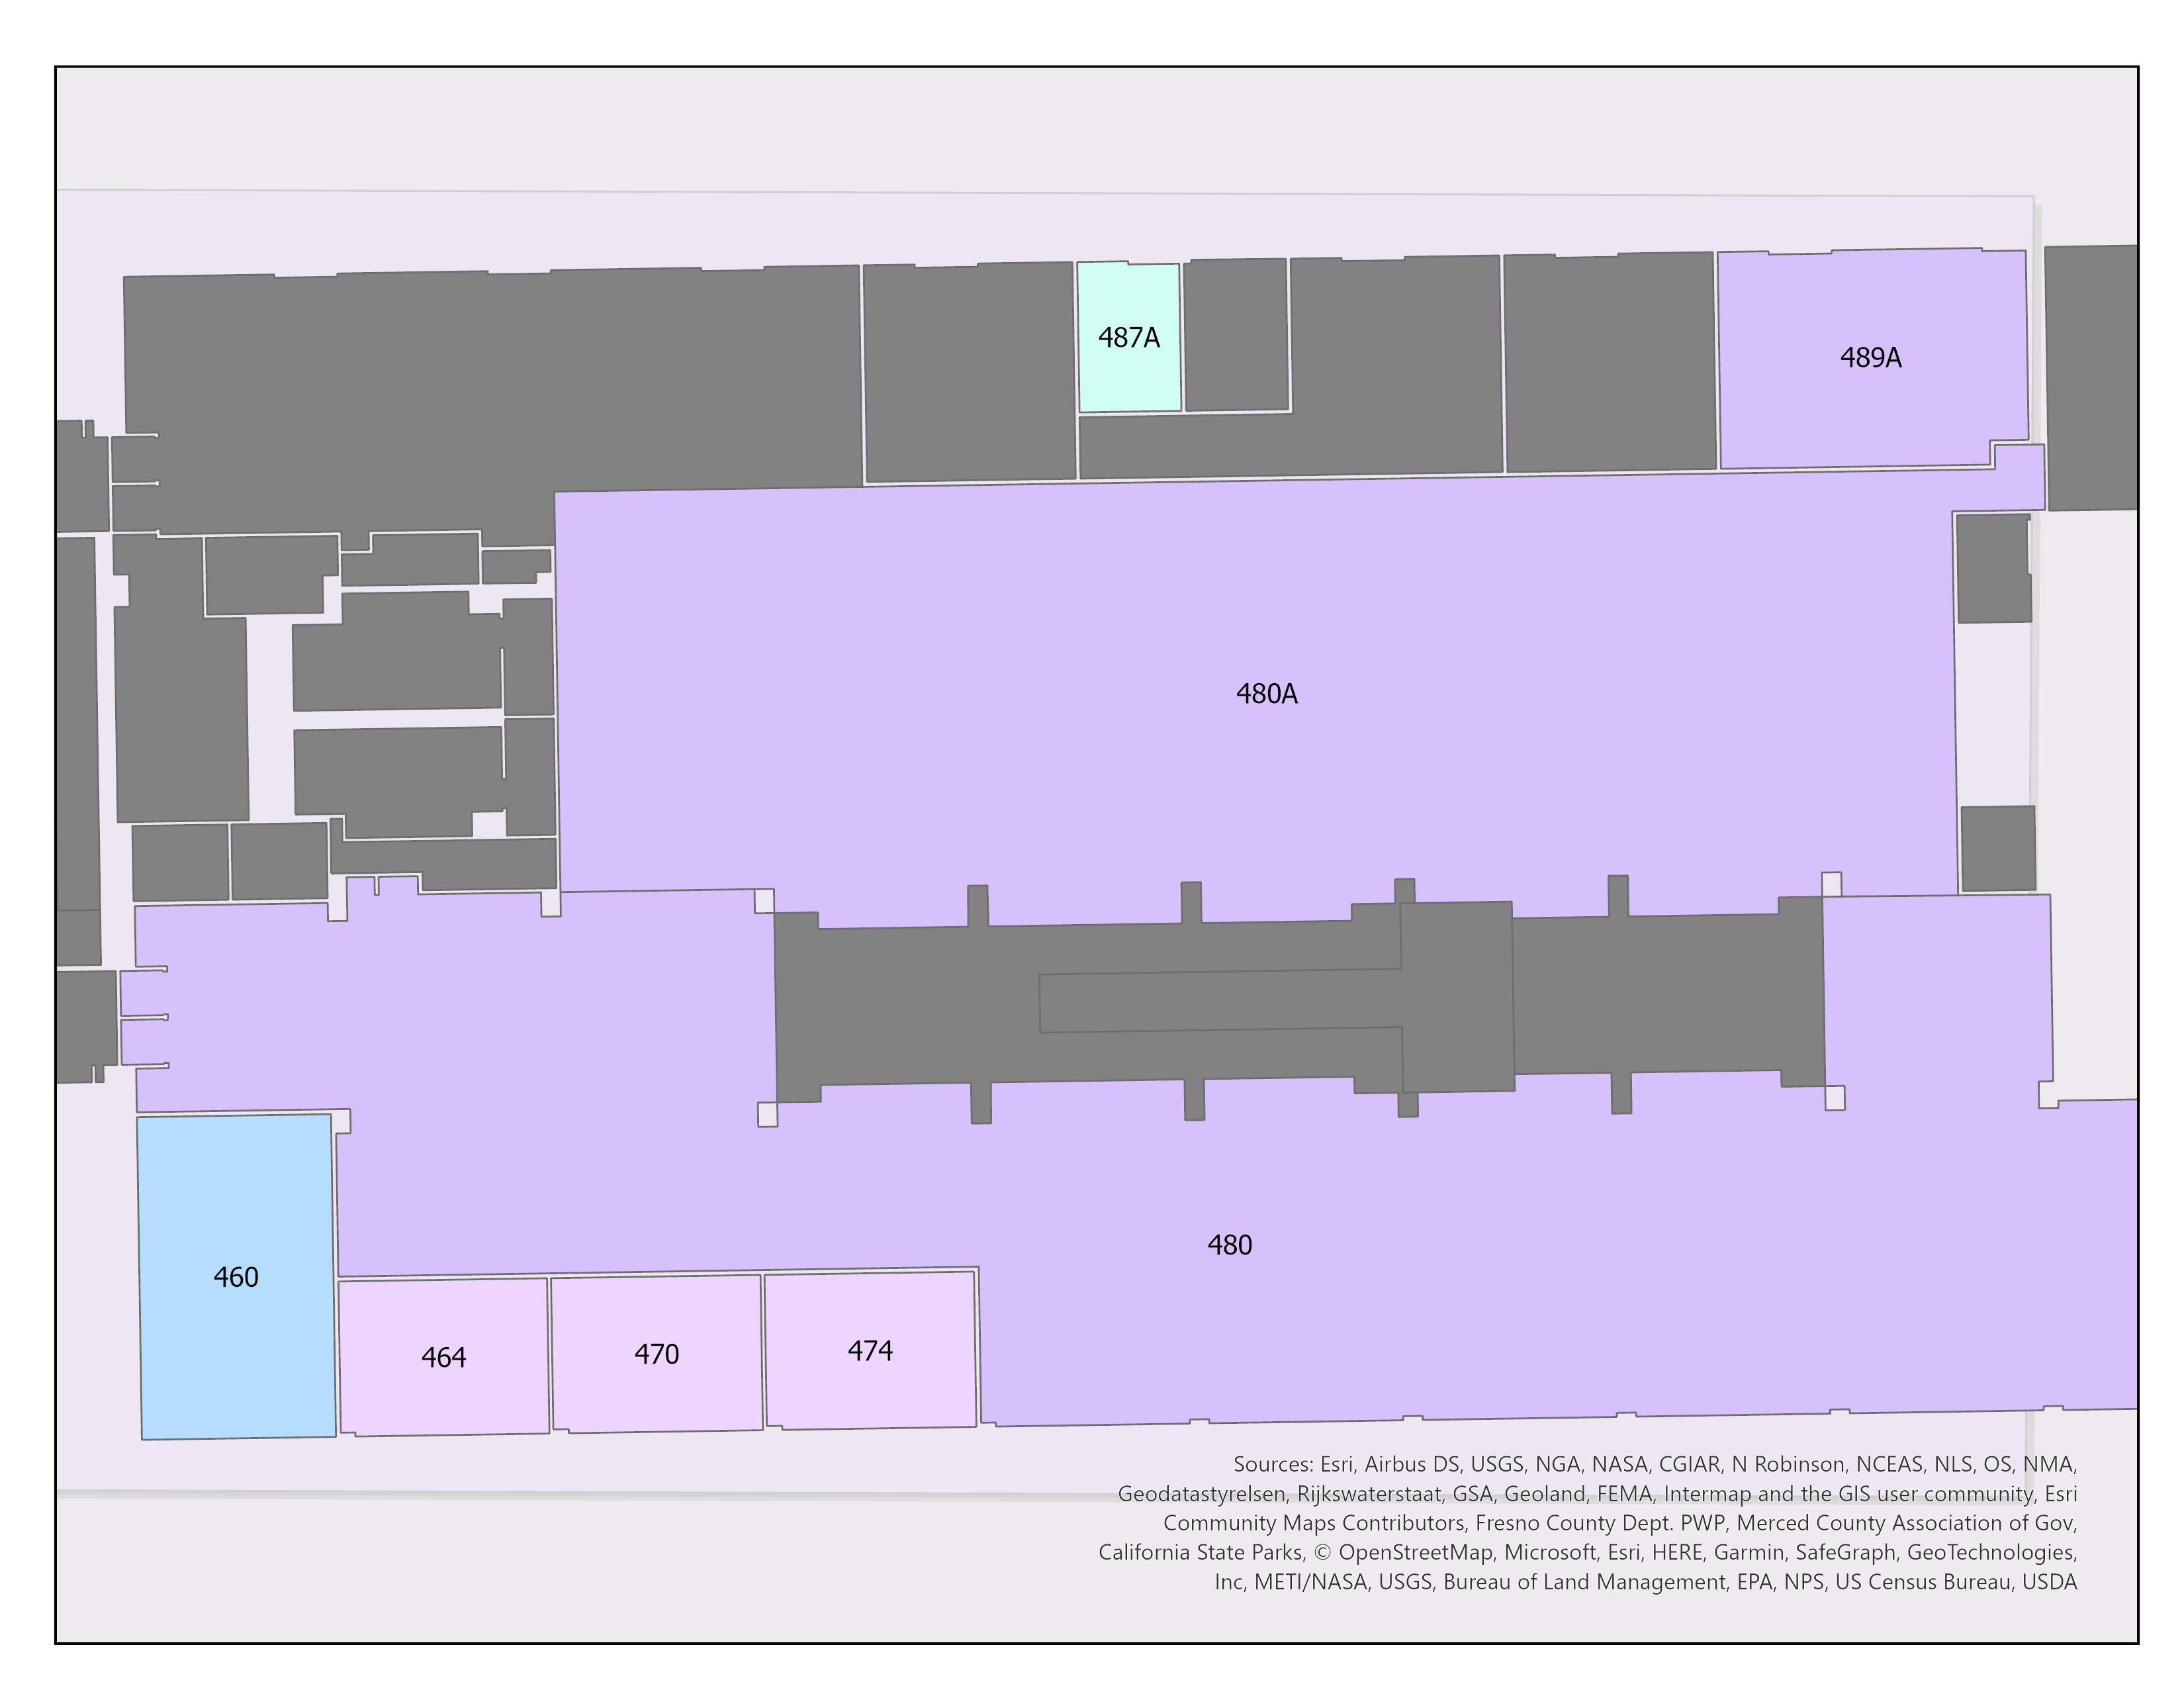 487A
489A
480A
480
460
464
470
474
Sources: Esri, Airbus DS, USGS, NGA, NASA, CGIAR, N Robinson, NCEAS, NLS, OS, NMA,
Geodatastyrelsen, Rijkswaterstaat, GSA, Geoland, FEMA, Intermap and the GIS user community, Esri
Community Maps Contributors, Fresno County Dept. PWP, Merced County Association of Gov,
California State Parks, © OpenStreetMap, Microsoft, Esri, HERE, Garmin, SafeGraph, GeoTechnologies,
Inc, METI/NASA, USGS, Bureau of Land Management, EPA, NPS, US Census Bureau, USDA